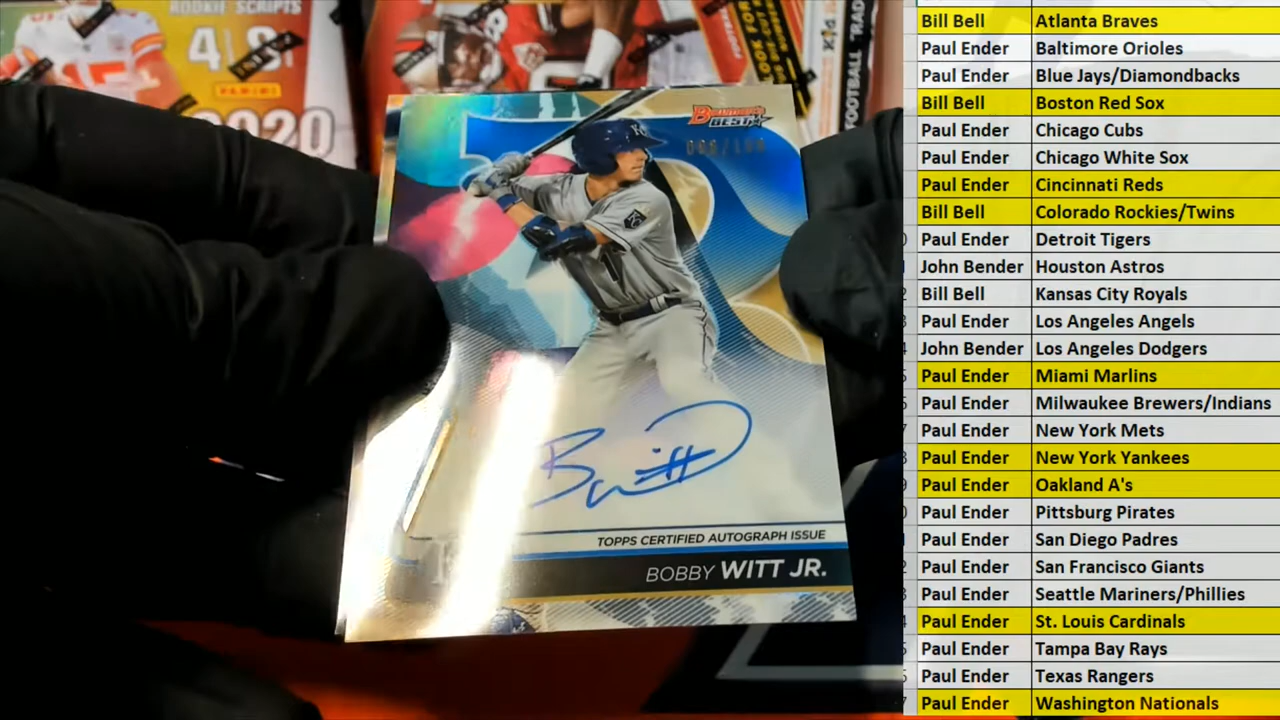 ROOKIE SCRIPTS
PANINI
2020
BOWMAN'S
BEST
KC
1
B Witt
TOPPS CERTIFIED AUTOGRAPH ISSUE
BOBBY WITT JR.
FOOTBALL TRAD
Bill Bell Atlanta Braves
Paul Ender Baltimore Orioles
Paul Ender Blue Jays/Diamondbacks
Bill Bell Boston Red Sox
Paul Ender Chicago Cubs
Paul Ender Chicago White Sox
Paul Ender Cincinnati Reds
Bill Bell Colorado Rockies/Twins
Paul Ender Detroit Tigers
John Bender Houston Astros
Bill Bell Kansas City Royals
Paul Ender Los Angeles Angels
John Bender Los Angeles Dodgers
Paul Ender Miami Marlins
Paul Ender Milwaukee Brewers/Indians
Paul Ender New York Mets
Paul Ender New York Yankees
Paul Ender Oakland A's
Paul Ender Pittsburg Pirates
Paul Ender San Diego Padres
Paul Ender San Francisco Giants
Paul Ender Seattle Mariners/Phillies
Paul Ender St. Louis Cardinals
Paul Ender Tampa Bay Rays
Paul Ender Texas Rangers
Paul Ender Washington Nationals